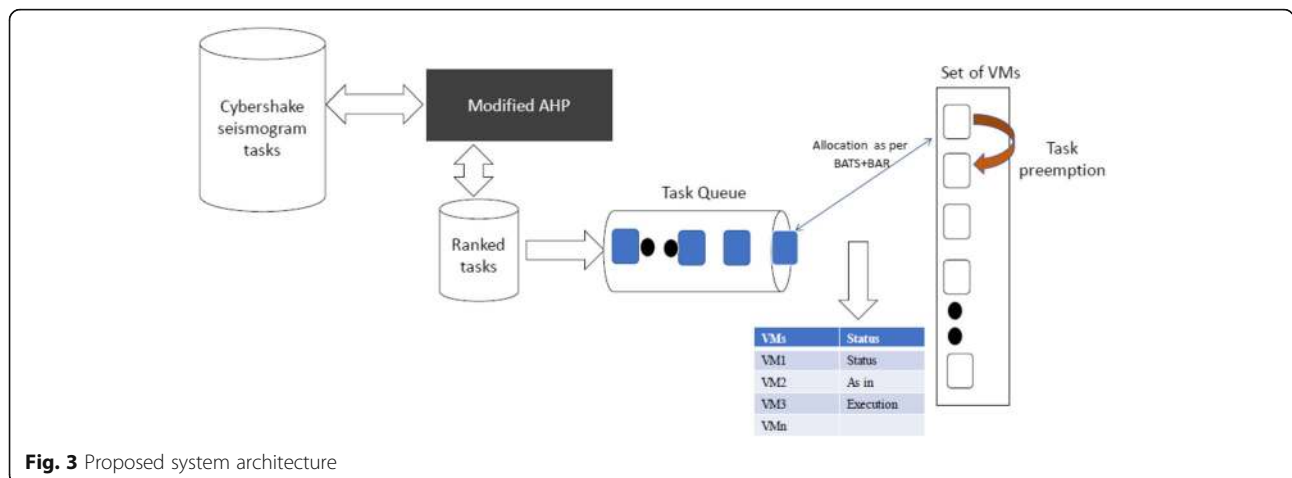 Cybershake
seismogram
tasks
Modified AHP
Ranked
tasks
Task Queue
Allocation as per
BATS+BAR
Set of VMs
Task
preemption
VMs Status
VM1 Status
VM2 As in
VM3 Execution
VMn
Fig. 3 Proposed system architecture